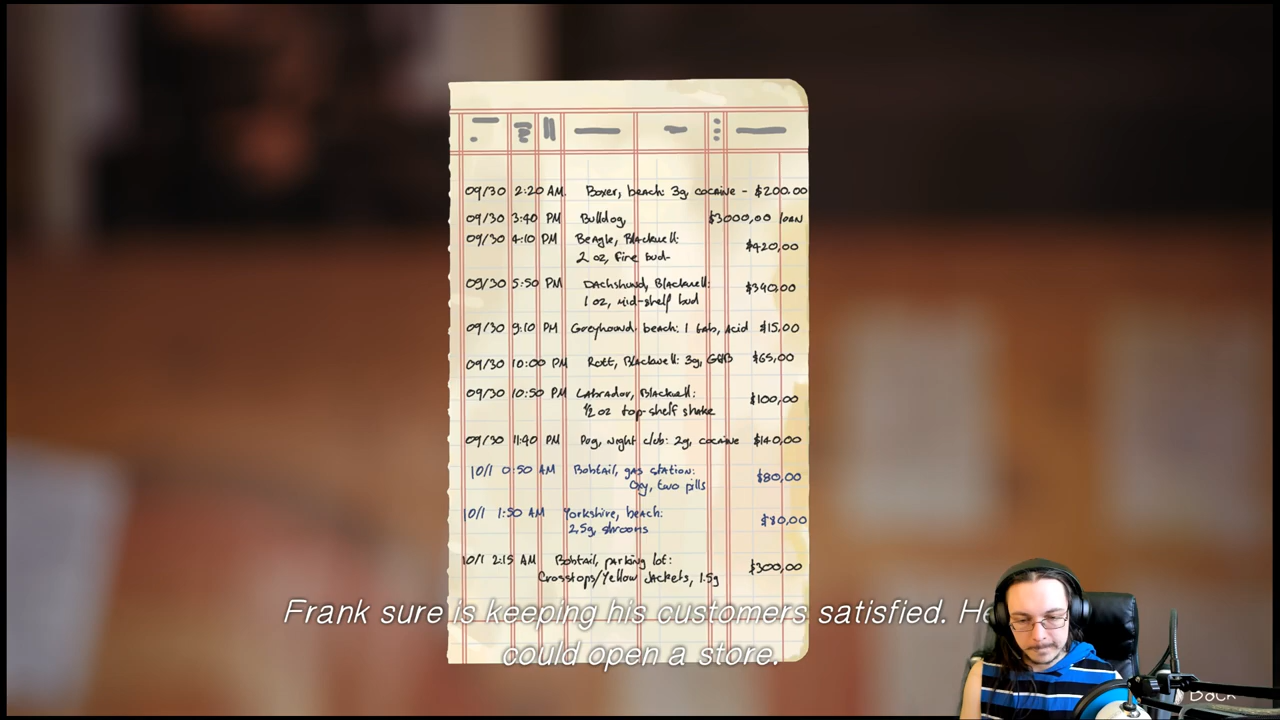 09/30 2:20 AM. Boxer, beach: 3g, cocaine - $200.00
09/30 3:40 PM Bulldog, $3000,00 loan
09/30 4:10 PM Beagle, Blackwell: $420,00
2 oz, fire bud-
09/30 5:50 PM Dachshund, Blackwell: $390,00
1 oz, mid-shelf bud
09/30 9:10 PM Greyhound, beach: 1 tab, Acid $15,00
09/30 10:00 PM Rott, Blackwell: 3g, GHB $65,00
09/30 10:50 PM Labrador, Blackwell: $100,00
1/2 oz top-shelf shake
09/30 11:40 PM Pog, night club: 2g, cocaine $140,00
10/1 0:50 AM Bobtail, gas station: $80,00
Oxy, two pills
10/1 1:50 AM Yorkshire, beach: $80,00
2,5g, shrooms
10/1 2:15 AM Bobtail, parking lot: $300,00
Crosstops/Yellow Jackets, 1.5g
Frank sure is keeping his customers satisfied. He
could open a store.
Back